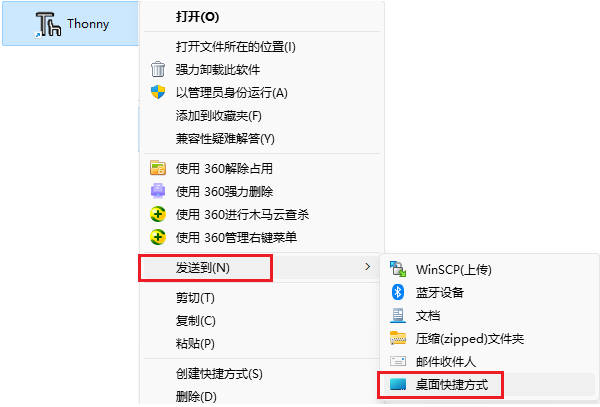 Thonny
打开(O)
打开文件所在的位置(I)
强力卸载此软件
以管理员身份运行(A)
添加到收藏夹(F)
兼容性疑难解答(Y)
使用 360解除占用
使用 360强力删除
使用 360进行木马云查杀
使用 360管理右键菜单
发送到(N)
剪切(T)
复制(C)
粘贴(P)
创建快捷方式(S)
删除(D)
WinSCP(上传)
蓝牙设备
文档
压缩(zipped)文件夹
邮件收件人
桌面快捷方式